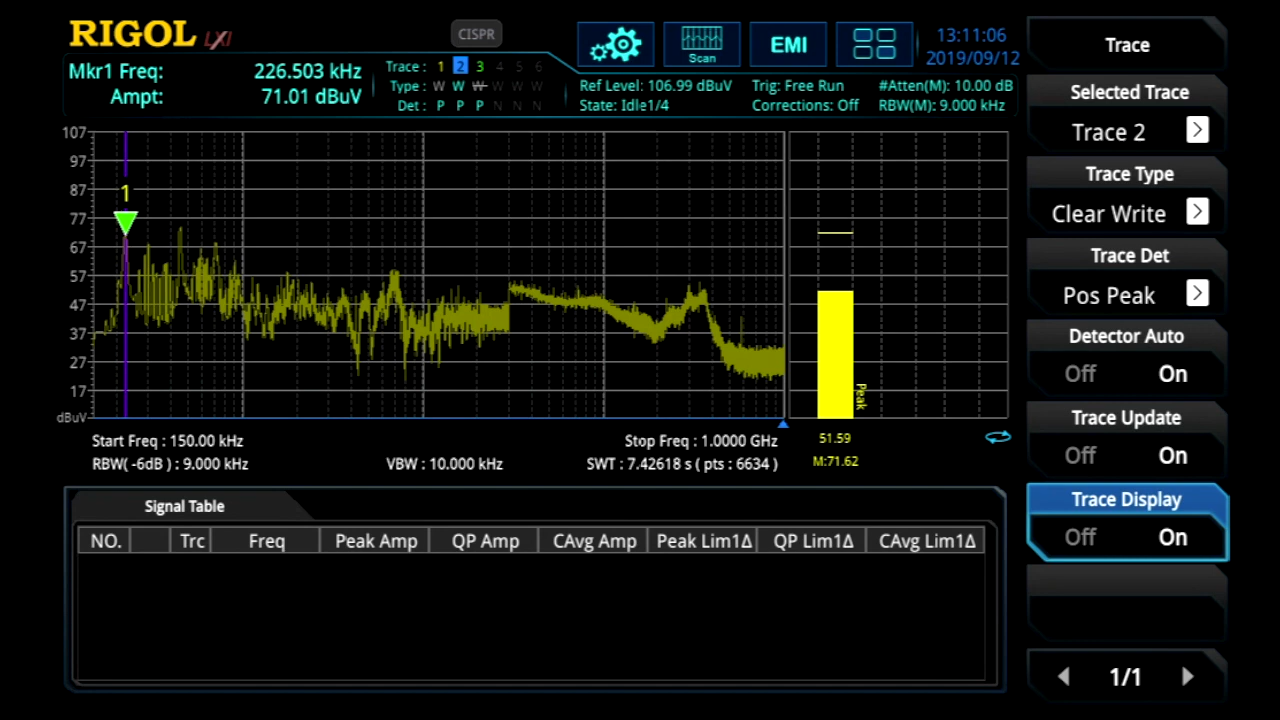 RIGOL LXI
CISPR
Scan
EMI
13:11:06
2019/09/12
Mkr1 Freq: 226.503 kHz
Ampt: 71.01 dBuV
Trace : 1 2 3 4 5 6
Type : W W W W W W
Det : P P P N N N
Ref Level: 106.99 dBuV Trig: Free Run #Atten(M): 10.00 dB
State: Idle1/4 Corrections: Off RBW(M): 9.000 kHz
107
97
87
77
67
57
47
37
27
17
dBuV
1
Peak
Start Freq : 150.00 kHz Stop Freq : 1.0000 GHz
RBW( -6dB ) : 9.000 kHz VBW : 10.000 kHz SWT : 7.42618 s ( pts : 6634 )
51.59
M:71.62
Signal Table
NO. Trc Freq Peak Amp QP Amp CAvg Amp Peak Lim1Δ QP Lim1Δ CAvg Lim1Δ
Trace
Selected Trace
Trace 2 >
Trace Type
Clear Write >
Trace Det
Pos Peak >
Detector Auto
Off On
Trace Update
Off On
Trace Display
Off On
1/1